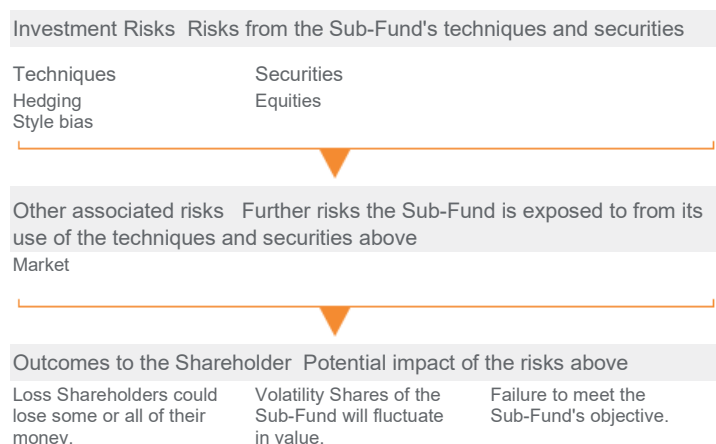 Investment Risks Risks from the Sub-Fund's techniques and securities
Techniques
Hedging
Style bias
Securities
Equities
Other associated risks Further risks the Sub-Fund is exposed to from its
use of the techniques and securities above
Market
Outcomes to the Shareholder Potential impact of the risks above
Loss Shareholders could
lose some or all of their
money.
Volatility Shares of the
Sub-Fund will fluctuate
in value.
Failure to meet the
Sub-Fund's objective.